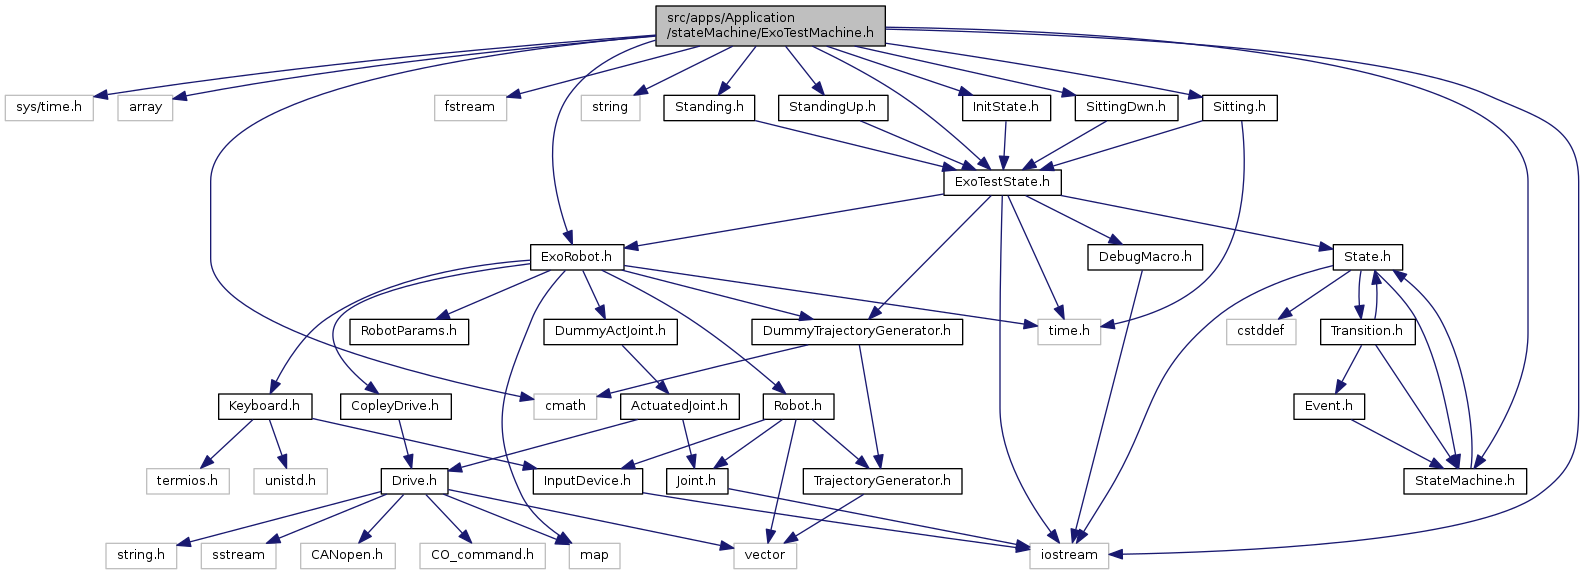 src/apps/Application
/stateMachine/ExoTestMachine.h
sys/time.h
array
fstream
string
Standing.h
StandingUp.h
InitState.h
SittingDwn.h
Sitting.h
ExoTestState.h
ExoRobot.h
DebugMacro.h
State.h
RobotParams.h
DummyActJoint.h
DummyTrajectoryGenerator.h
time.h
cstddef
Transition.h
Keyboard.h
CopleyDrive.h
cmath
ActuatedJoint.h
Robot.h
Event.h
termios.h
unistd.h
Drive.h
InputDevice.h
Joint.h
TrajectoryGenerator.h
StateMachine.h
string.h
sstream
CANopen.h
CO_command.h
map
vector
iostream